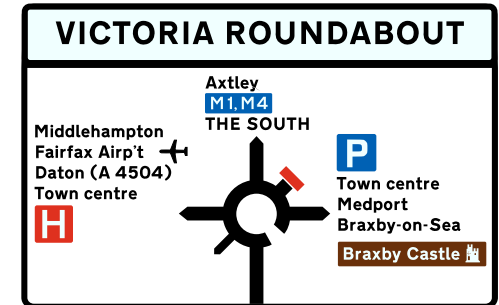 VICTORIA ROUNDABOUT
Axtley
M1, M4
THE SOUTH
Middlehampton
Fairfax Airp't
Daton (A 4504)
Town centre
H
P
Town centre
Medport
Braxby-on-Sea
Braxby Castle